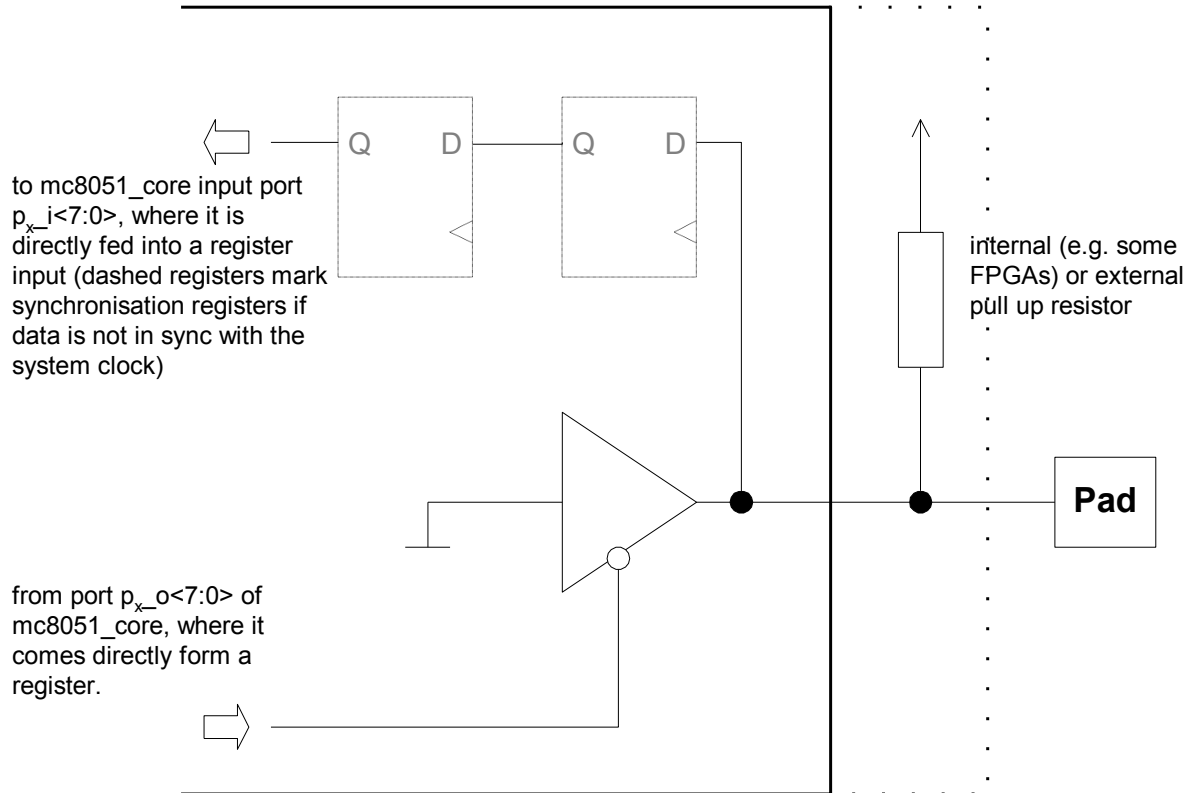 Q
D
Q
D
to mc8051_core input port
px_i<7:0>, where it is
directly fed into a register
input (dashed registers mark
synchronisation registers if
data is not in sync with the
system clock)
internal (e.g. some
FPGAs) or external
pull up resistor
Pad
from port px_o<7:0> of
mc8051_core, where it
comes directly form a
register.